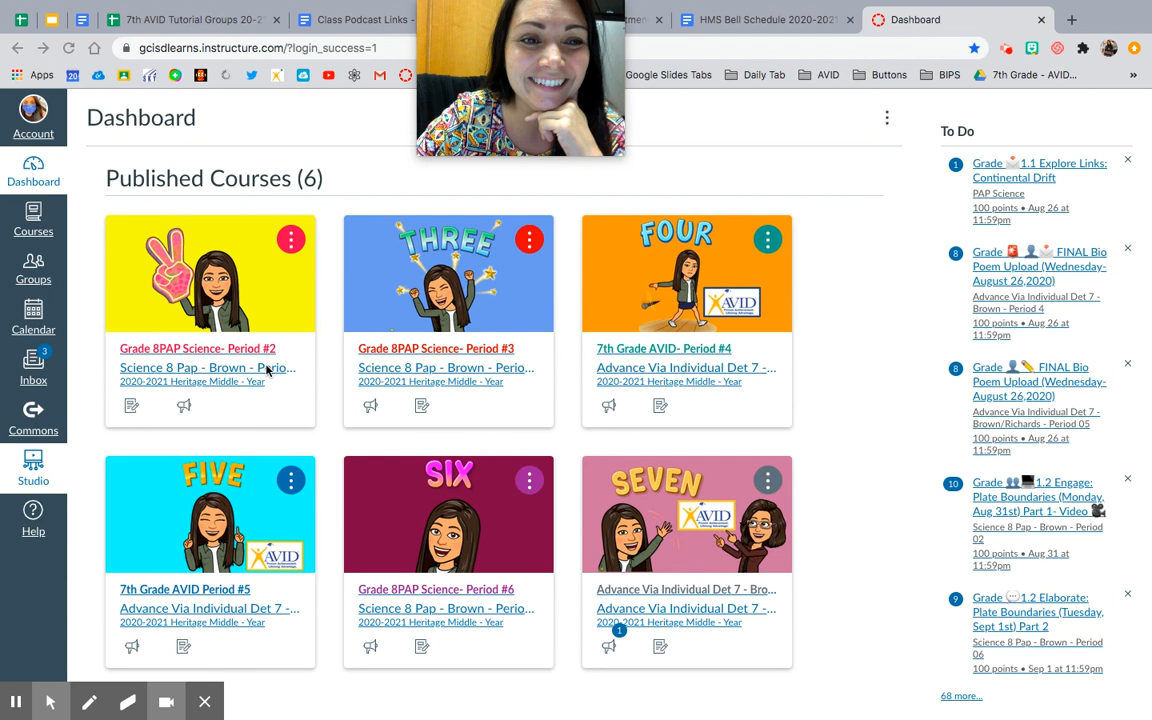 7th AVID Tutorial Groups 20-2
Class Podcast Links -
HMS Bell Schedule 2020-2021
Dashboard
gcisdlearns.instructure.com/?login_success=1
Apps
20
Google Slides Tabs
Daily Tab
AVID
Buttons
BIPS
7th Grade - AVID...
»
Account
Dashboard
Courses
Groups
Calendar
3
Inbox
Commons
Studio
Help
Dashboard
Published Courses (6)
Grade 8PAP Science- Period #2
Science 8 Pap - Brown - Perio...
2020-2021 Heritage Middle - Year
THREE
Grade 8PAP Science- Period #3
Science 8 Pap - Brown - Perio...
2020-2021 Heritage Middle - Year
FOUR
AVID
7th Grade AVID- Period #4
Advance Via Individual Det 7 -...
2020-2021 Heritage Middle - Year
FIVE
AVID
7th Grade AVID Period #5
Advance Via Individual Det 7 -...
2020-2021 Heritage Middle - Year
SIX
Grade 8PAP Science- Period #6
Science 8 Pap - Brown - Perio...
2020-2021 Heritage Middle - Year
SEVEN
AVID
Advance Via Individual Det 7 - Bro...
Advance Via Individual Det 7 -...
2020-2021 Heritage Middle - Year
1
To Do
1
Grade 📩1.1 Explore Links:
Continental Drift
PAP Science
100 points • Aug 26 at
11:59pm
8
Grade 🚨👤📩 FINAL Bio
Poem Upload (Wednesday-
August 26,2020)
Advance Via Individual Det 7 -
Brown - Period 4
100 points • Aug 26 at
11:59pm
8
Grade 👤✏️ FINAL Bio
Poem Upload (Wednesday-
August 26,2020)
Advance Via Individual Det 7 -
Brown/Richards - Period 05
100 points • Aug 26 at
11:59pm
10
Grade 👥💻1.2 Engage:
Plate Boundaries (Monday,
Aug 31st) Part 1- Video 🎥
Science 8 Pap - Brown - Period
02
100 points • Aug 31 at
11:59pm
9
Grade 💬1.2 Elaborate:
Plate Boundaries (Tuesday,
Sept 1st) Part 2
Science 8 Pap - Brown - Period
06
100 points • Sep 1 at 11:59pm
68 more...